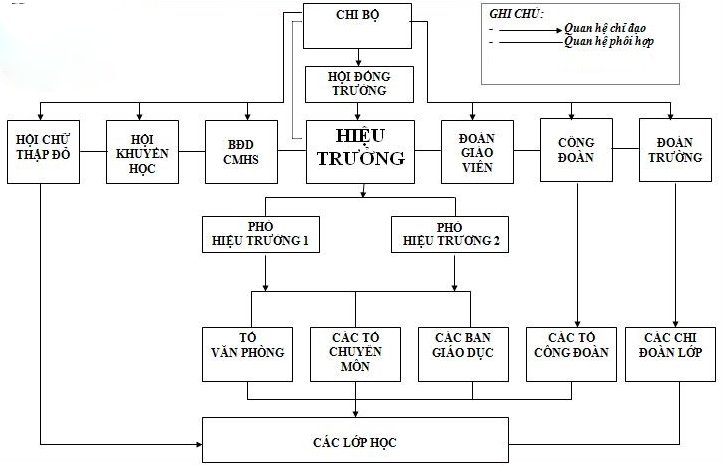 CHI BỘ
GHI CHÚ:
- Quan hệ chỉ đạo
- Quan hệ phối hợp
HỘI ĐỒNG
TRƯỜNG
HỘI CHỮ
THẬP ĐỎ
HỘI
KHUYẾN
HỌC
BĐD
CMHS
HIỆU
TRƯỞNG
ĐOÀN
GIÁO
VIÊN
CÔNG
ĐOÀN
ĐOÀN
TRƯỜNG
PHÓ
HIỆU TRƯỞNG 1
PHÓ
HIỆU TRƯỞNG 2
TỔ
VĂN PHÒNG
CÁC TỔ
CHUYÊN
MÔN
CÁC BAN
GIÁO DỤC
CÁC TỔ
CÔNG ĐOÀN
CÁC CHI
ĐOÀN LỚP
CÁC LỚP HỌC